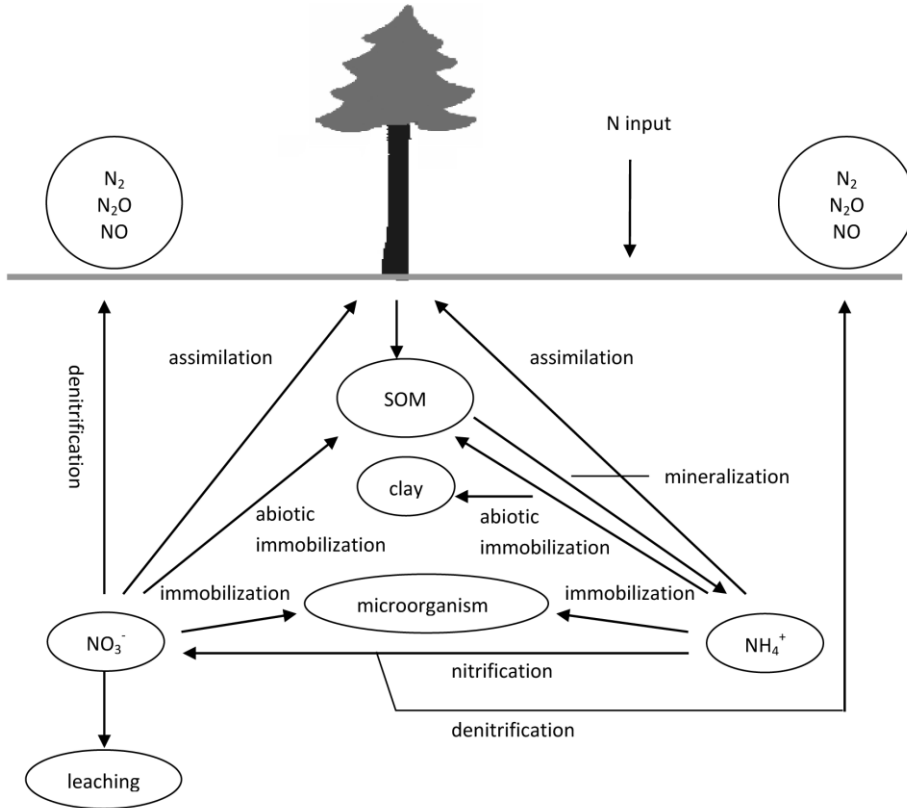 N input
N₂
N₂O
NO
N₂
N₂O
NO
assimilation
assimilation
denitrification
SOM
mineralization
clay
abiotic
immobilization
abiotic
immobilization
immobilization
microorganism
immobilization
NO₃⁻
NH₄⁺
nitrification
denitrification
leaching